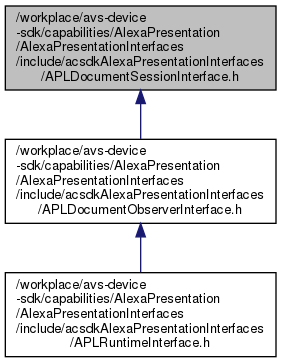 /workplace/avs-device
-sdk/capabilities/AlexaPresentation
/AlexaPresentationInterfaces
/include/acsdkAlexaPresentationInterfaces
/APLDocumentSessionInterface.h
/workplace/avs-device
-sdk/capabilities/AlexaPresentation
/AlexaPresentationInterfaces
/include/acsdkAlexaPresentationInterfaces
/APLDocumentObserverInterface.h
/workplace/avs-device
-sdk/capabilities/AlexaPresentation
/AlexaPresentationInterfaces
/include/acsdkAlexaPresentationInterfaces
/APLRuntimeInterface.h